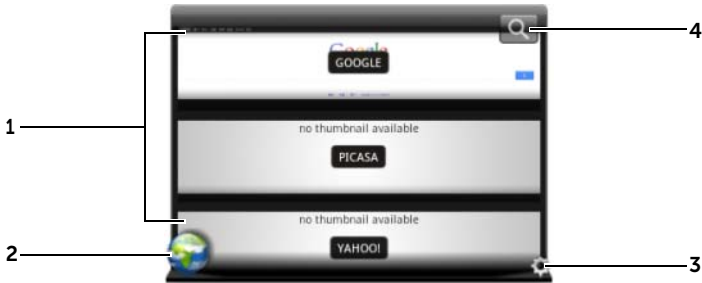 4
Google
GOOGLE
1
no thumbnail available
PICASA
no thumbnail available
2
YAHOO!
3